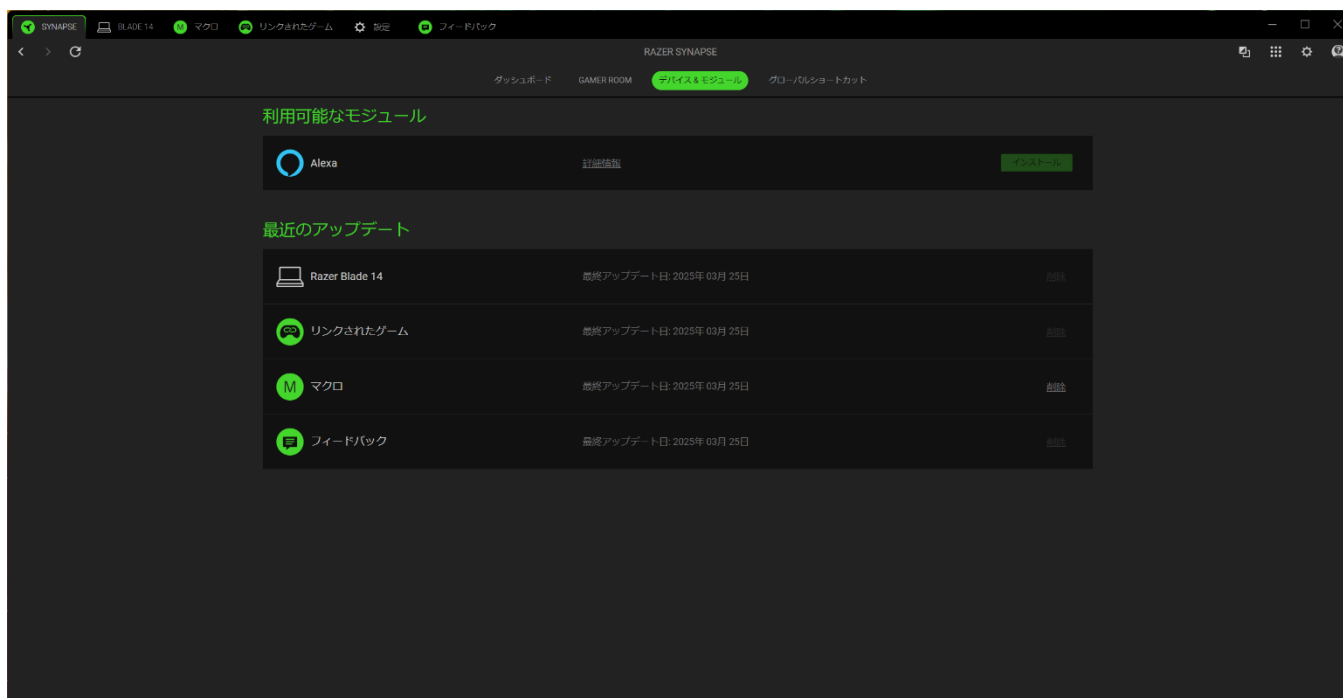 SYNAPSE BLADE 14 M マクロ リンクされたゲーム 設定 フィードバック
RAZER SYNAPSE
ダッシュボード GAMER ROOM デバイス & モジュール グローバルショートカット
利用可能なモジュール
Alexa 詳細情報 インストール
最近のアップデート
Razer Blade 14 最終アップデート日: 2025年 03月 25日 削除
リンクされたゲーム 最終アップデート日: 2025年 03月 25日 削除
M マクロ 最終アップデート日: 2025年 03月 25日 削除
フィードバック 最終アップデート日: 2025年 03月 25日 削除